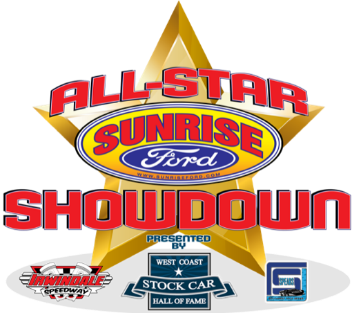 ALL-STAR
SUNRISE
Ford
WWW.SUNRISEFORD.COM
SHOWDOWN
PRESENTED
BY
IRWINDALE
SPEEDWAY
WEST COAST
STOCK CAR
HALL OF FAME
SPEARS